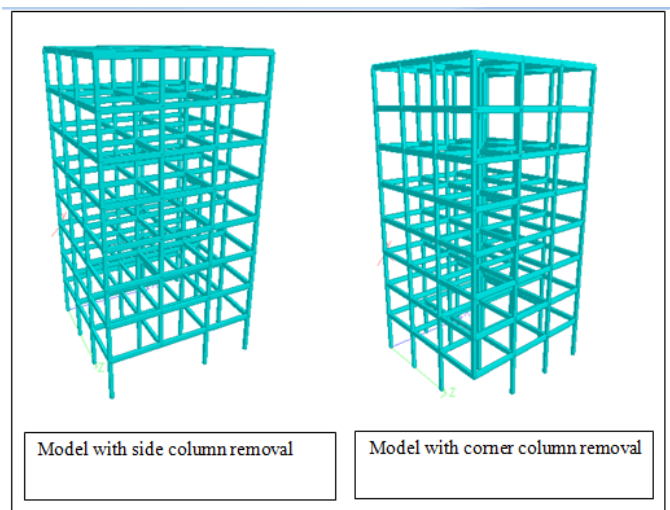 Z
Z
Model with side column removal
Model with corner column removal